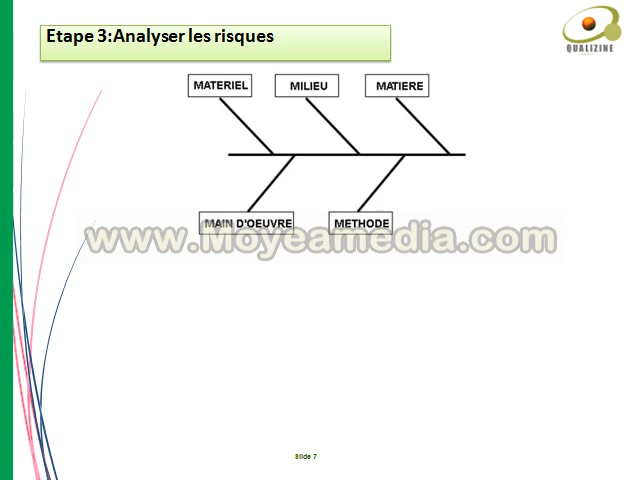 Etape 3:Analyser les risques
QUALIZINE
MATERIEL
MILIEU
MATIERE
MAIN D'OEUVRE
METHODE
www.Moyeamedia.com
Slide 7